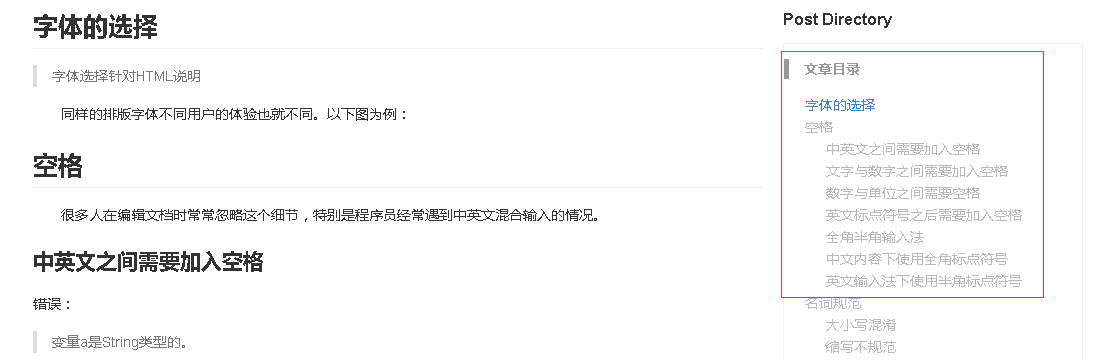 字体的选择
字体选择针对HTML说明
同样的排版字体不同用户的体验也就不同。以下图为例：
空格
很多人在编辑文档时常常忽略这个细节，特别是程序员经常遇到中英文混合输入的情况。
中英文之间需要加入空格
错误：
变量a是String类型的。
Post Directory
文章目录
字体的选择
空格
中英文之间需要加入空格
文字与数字之间需要加入空格
数字与单位之间需要空格
英文标点符号之后需要加入空格
全角半角输入法
中文内容下使用全角标点符号
英文输入法下使用半角标点符号
名词规范
大小写混淆
缩写不规范